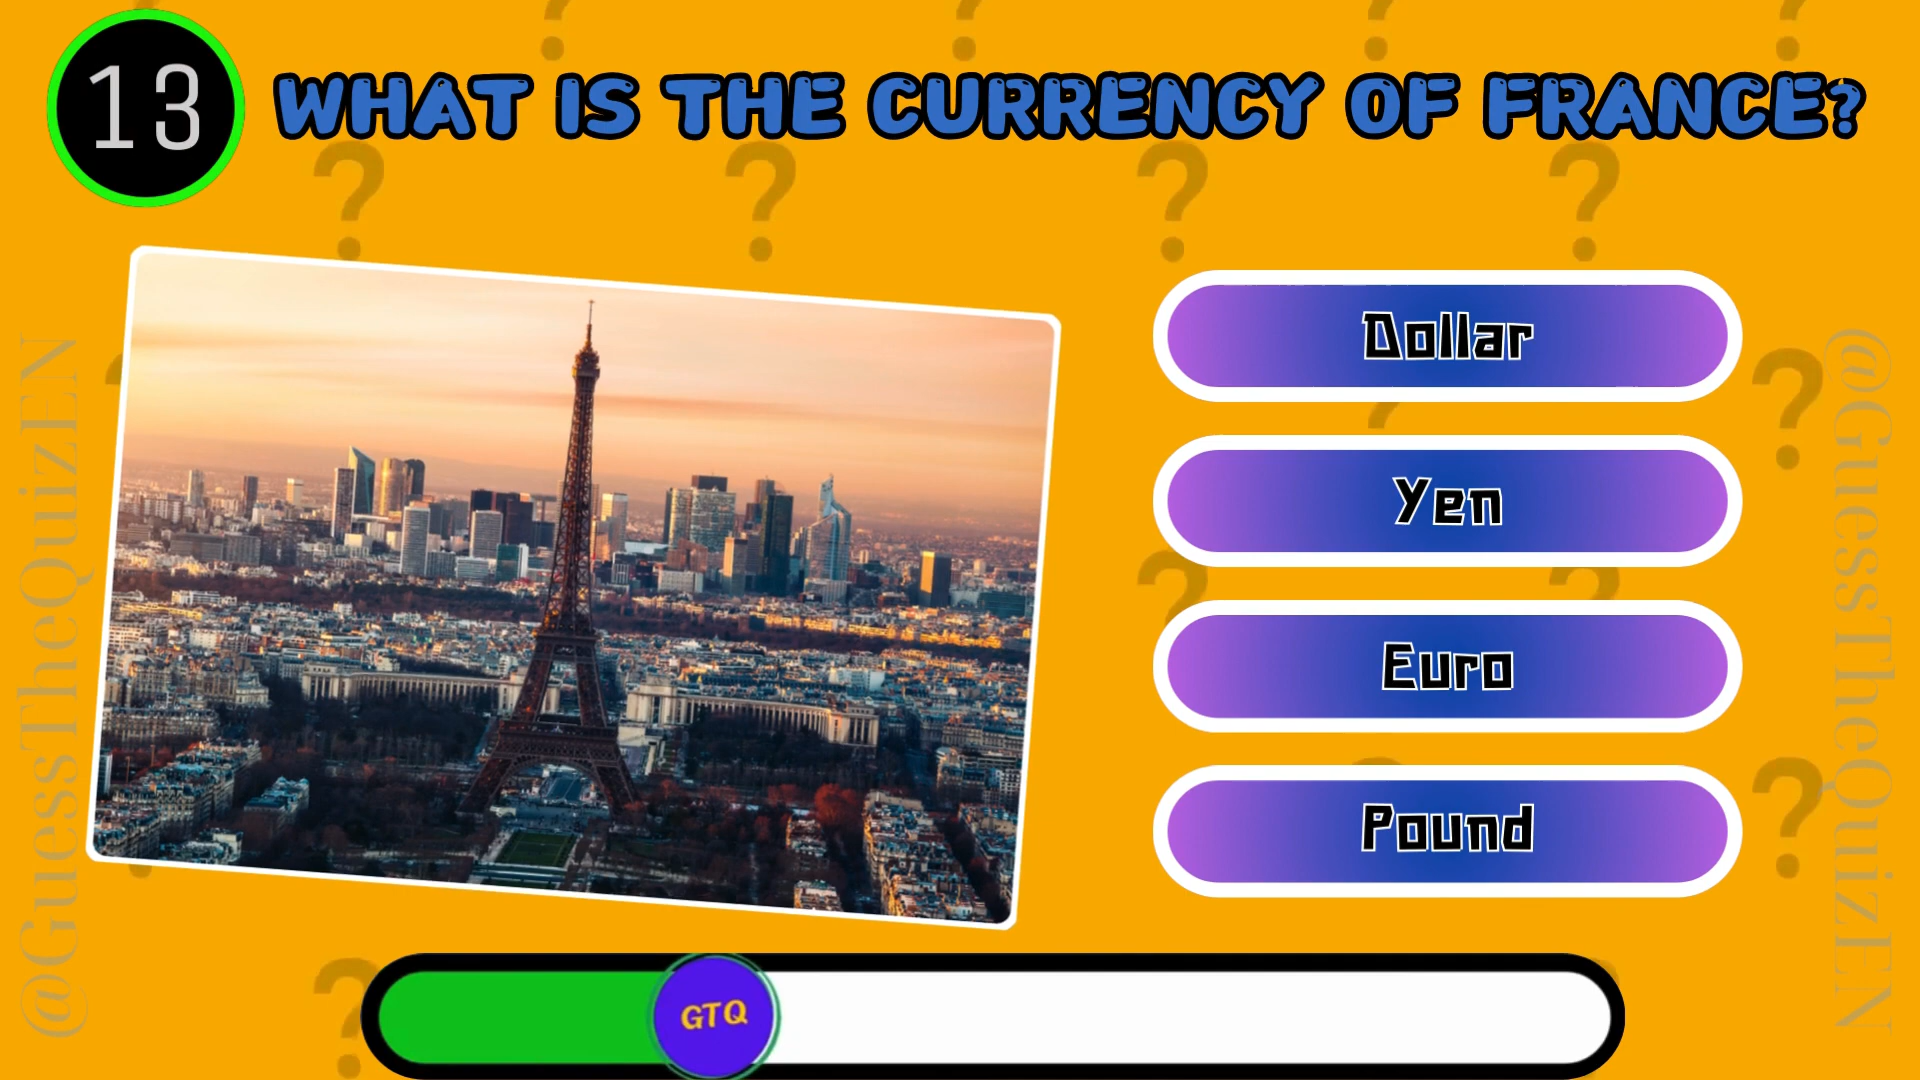 13
WHAT IS THE CURRENCY OF FRANCE?
Dollar
Yen
Euro
Pound
@GuessTheQuizEN
@GuessTheQuizEN
GTQ